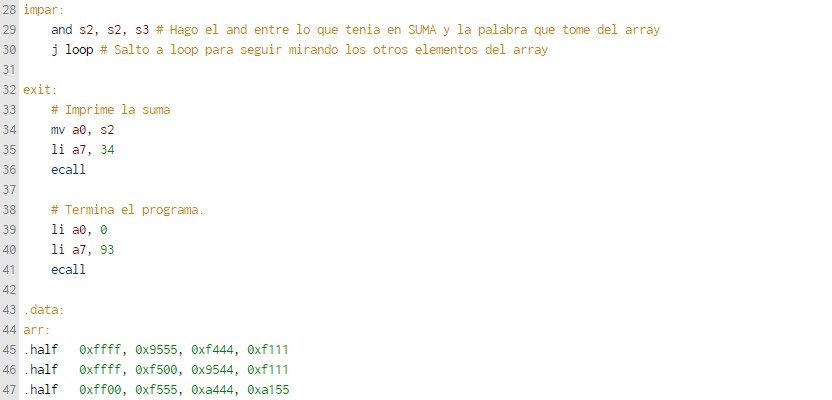 28 impar:
29 and s2, s2, s3 # Hago el and entre lo que tenia en SUMA y la palabra que tome del array
30 j loop # Salto a loop para seguir mirando los otros elementos del array
31
32 exit:
33 # Imprime la suma
34 mv a0, s2
35 li a7, 34
36 ecall
37
38 # Termina el programa.
39 li a0, 0
40 li a7, 93
41 ecall
42
43 .data:
44 arr:
45 .half 0xffff, 0x9555, 0xf444, 0xf111
46 .half 0xffff, 0xf500, 0x9544, 0xf111
47 .half 0xff00, 0xf555, 0xa444, 0xa155